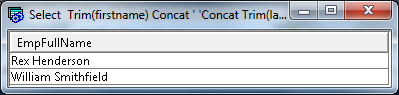 Select  Trim(firstname) Concat ' 'Concat Trim(la...
EmpFullName
Rex Henderson
William Smithfield